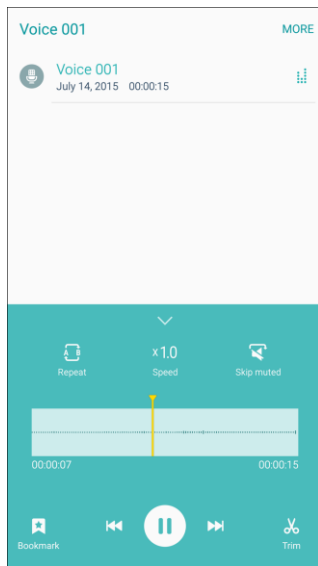 Voice 001 MORE
Voice 001
July 14, 2015 00:00:15
A B x1.0
Repeat Speed Skip muted
00:00:07 00:00:15
Bookmark Trim